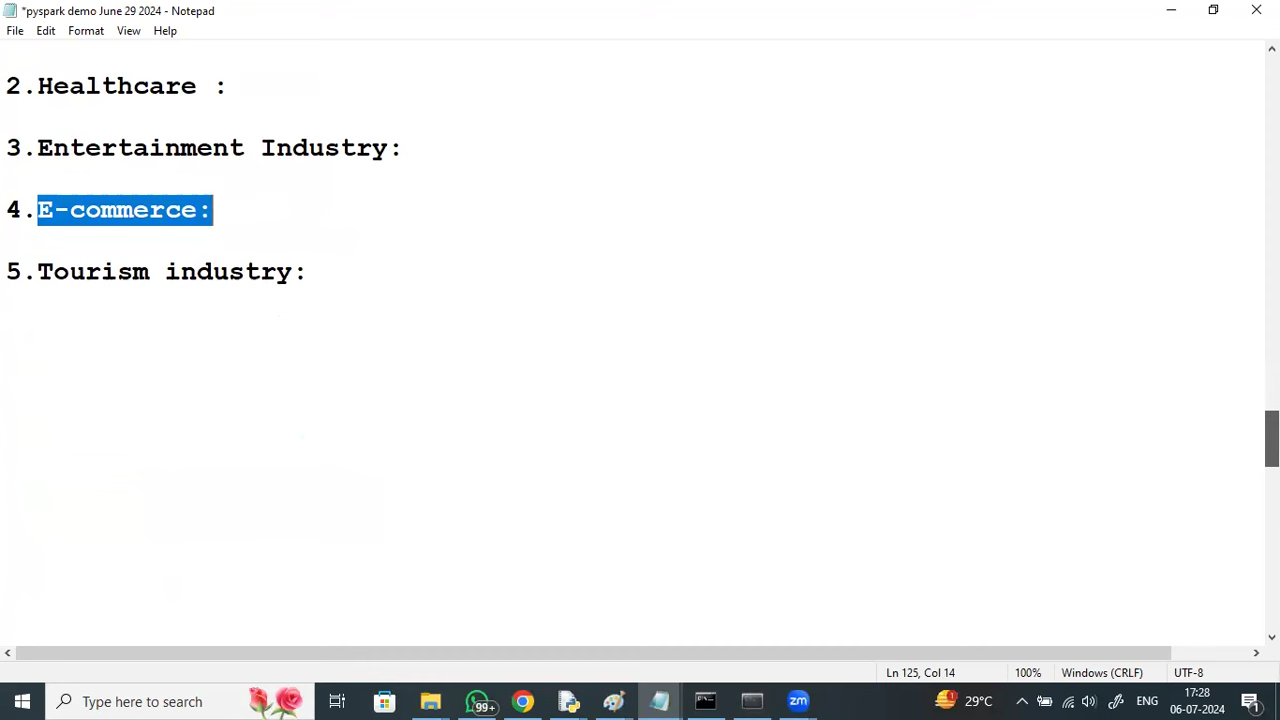 *pyspark demo June 29 2024 - Notepad
File Edit Format View Help
2.Healthcare :
3.Entertainment Industry:
4.E-commerce:
5.Tourism industry:
Ln 125, Col 14 100% Windows (CRLF) UTF-8
Type here to search 99+ 29°C ENG 17:28
06-07-2024